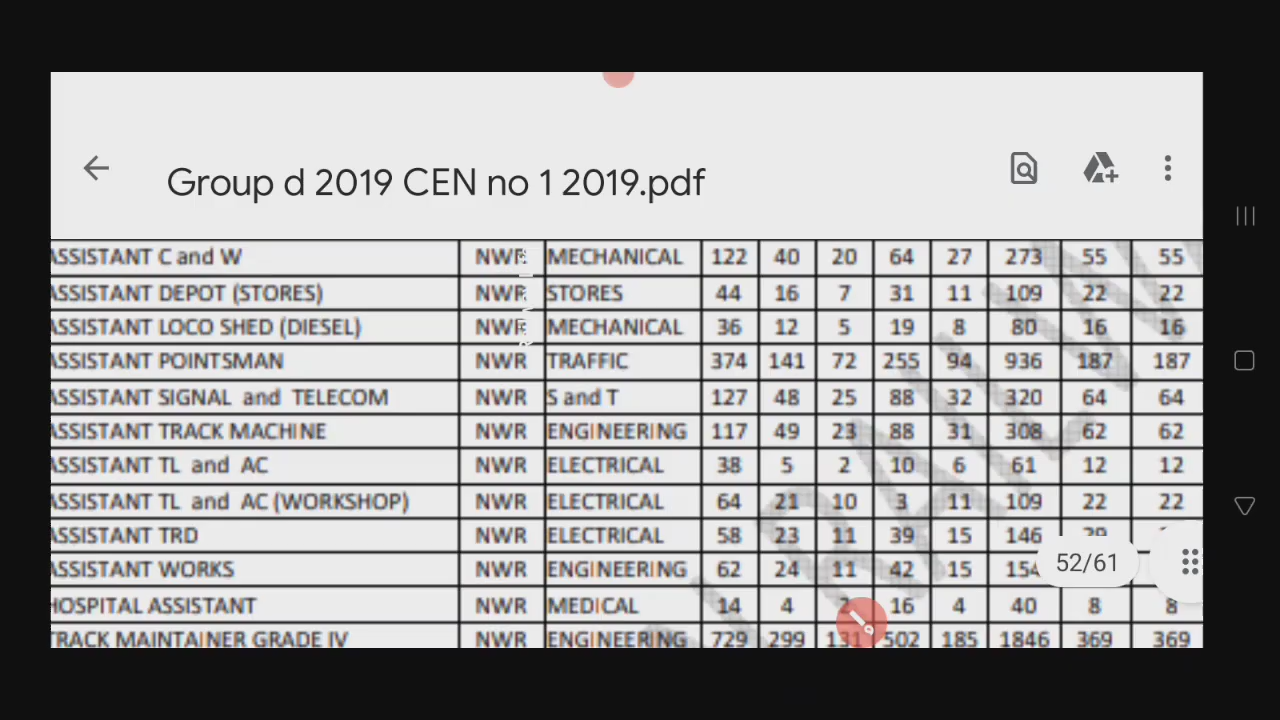 Group d 2019 CEN no 1 2019.pdf
ASSISTANT C and W NWR MECHANICAL 122 40 20 64 27 273 55 55
ASSISTANT DEPOT (STORES) NWR STORES 44 16 7 31 11 109 22 22
ASSISTANT LOCO SHED (DIESEL) NWR MECHANICAL 36 12 5 19 8 80 16 16
ASSISTANT POINTSMAN NWR TRAFFIC 374 141 72 255 94 936 187 187
ASSISTANT SIGNAL and TELECOM NWR S and T 127 48 25 88 32 320 64 64
ASSISTANT TRACK MACHINE NWR ENGINEERING 117 49 23 88 31 308 62 62
ASSISTANT TL and AC NWR ELECTRICAL 38 5 2 10 6 61 12 12
ASSISTANT TL and AC (WORKSHOP) NWR ELECTRICAL 64 21 10 3 11 109 22 22
ASSISTANT TRD NWR ELECTRICAL 58 23 11 39 15 146 29
ASSISTANT WORKS NWR ENGINEERING 62 24 11 42 15 154
52/61
HOSPITAL ASSISTANT NWR MEDICAL 14 4 2 16 4 40 8 8
TRACK MAINTAINER GRADE IV NWR ENGINEERING 729 299 131 502 185 1846 369 369